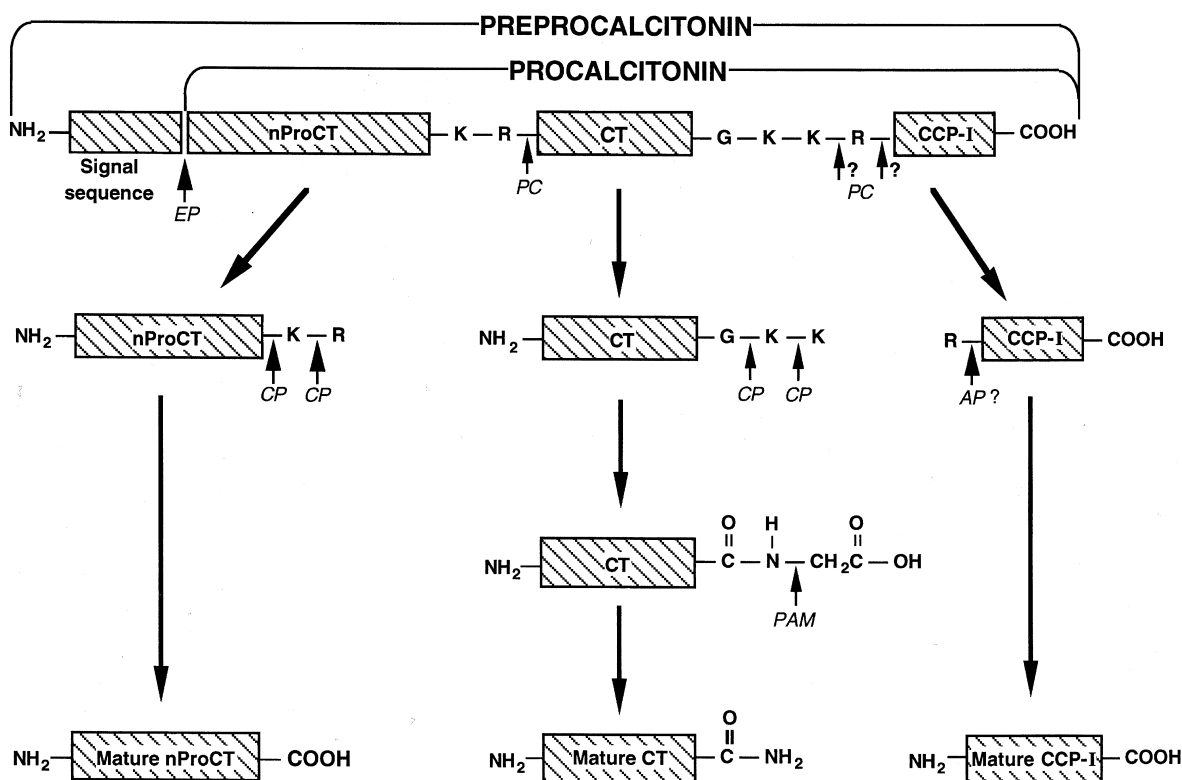 PREPROCALCITONIN
PROCALCITONIN
NH2 nProCT K R CT G K K R CCP-I COOH
Signal
sequence
EP
PC
? PC ?
NH2 nProCT K R
CP CP
NH2 CT G K K
CP CP
R CCP-I COOH
AP ?
O H O
NH2 CT C N CH2C OH
PAM
O
NH2 Mature nProCT COOH
NH2 Mature CT C NH2
NH2 Mature CCP-I COOH